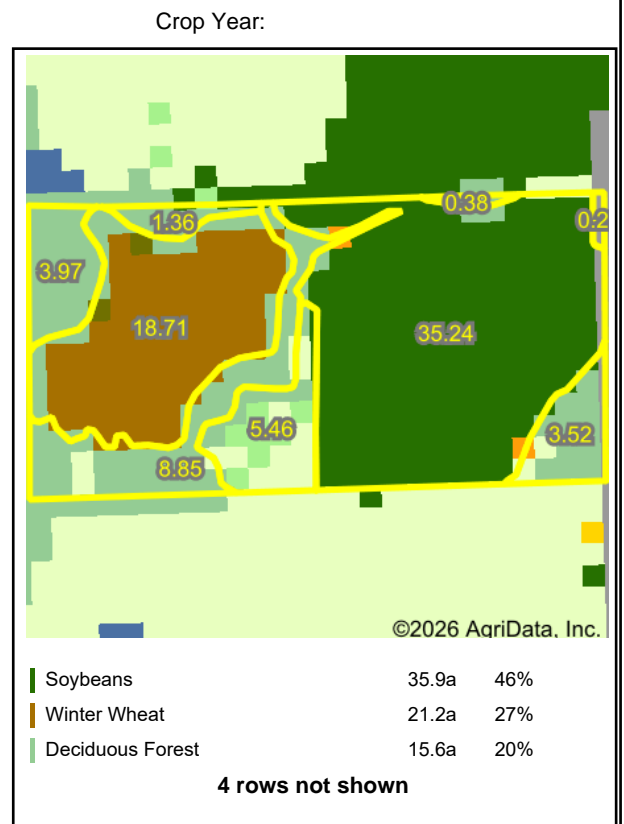 Crop Year:
0.38
1.36
0.2
3.97
18.71
35.24
5.46
3.52
8.85
©2026 AgriData, Inc.
Soybeans 35.9a 46%
Winter Wheat 21.2a 27%
Deciduous Forest 15.6a 20%
4 rows not shown